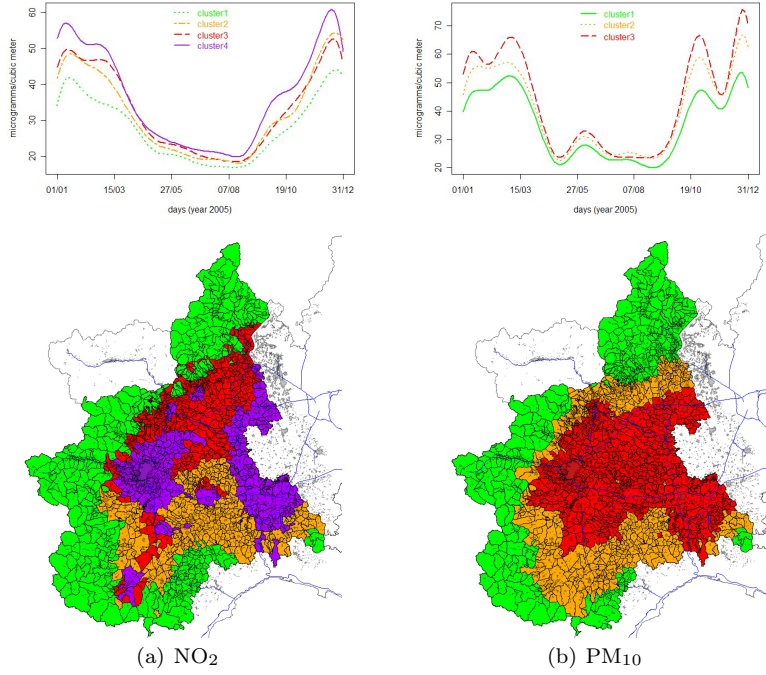 cluster1
cluster2
cluster3
cluster4
microgramms/cubic meter
60
50
40
30
20
01/01 15/03 27/05 07/08 19/10 31/12
days (year 2005)
cluster1
cluster2
cluster3
microgramms/cubic meter
70
60
50
40
30
20
01/01 15/03 27/05 07/08 19/10 31/12
days (year 2005)
(a) NO₂
(b) PM₁₀